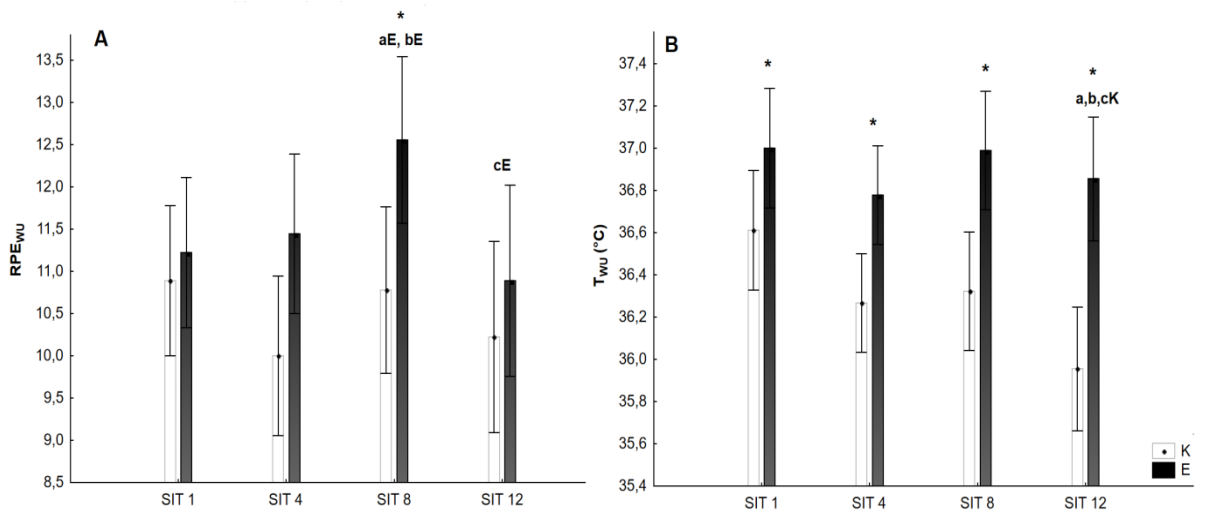 A
*
aE, bE
cE
13,5
13,0
12,5
12,0
11,5
11,0
10,5
10,0
9,5
9,0
8,5
RPEWU
SIT 1 SIT 4 SIT 8 SIT 12
B
* * * *
a,b,cK
37,4
37,2
37,0
36,8
36,6
36,4
36,2
36,0
35,8
35,6
35,4
TWU (°C)
SIT 1 SIT 4 SIT 8 SIT 12
K
E